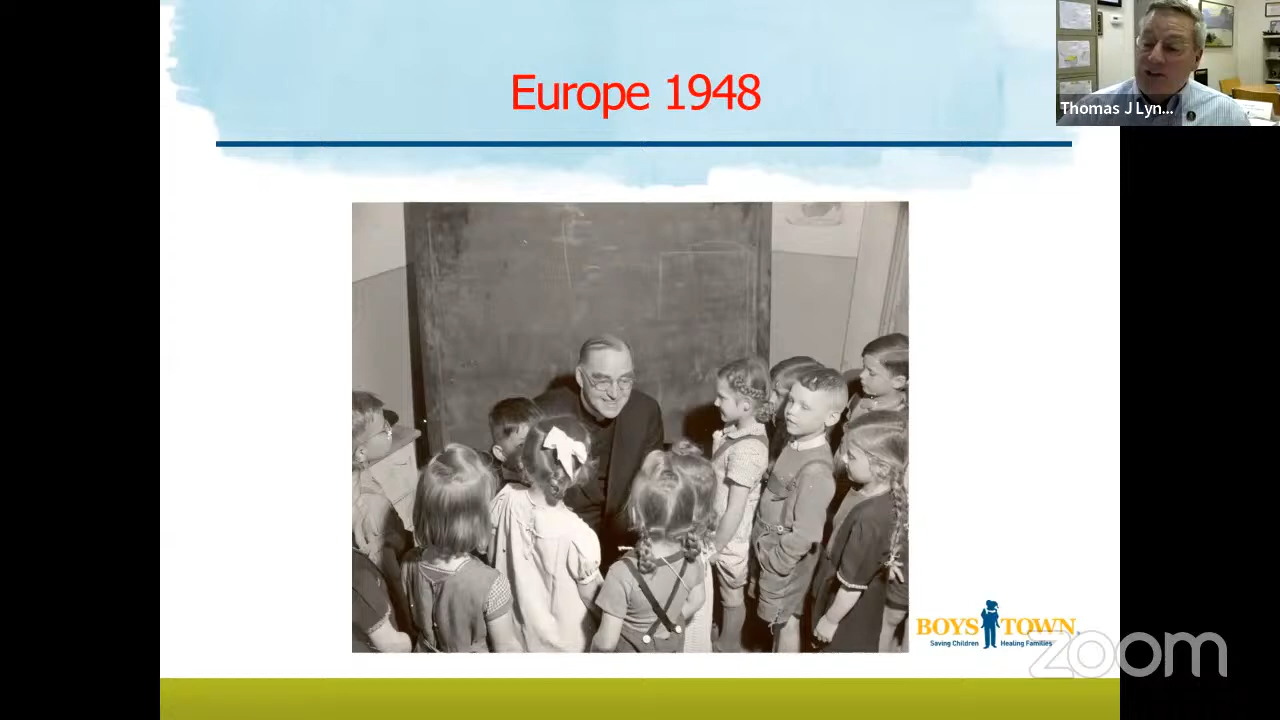 Europe 1948
Thomas J Lyn...
BOYS TOWN
Saving Children Healing Families
zoom